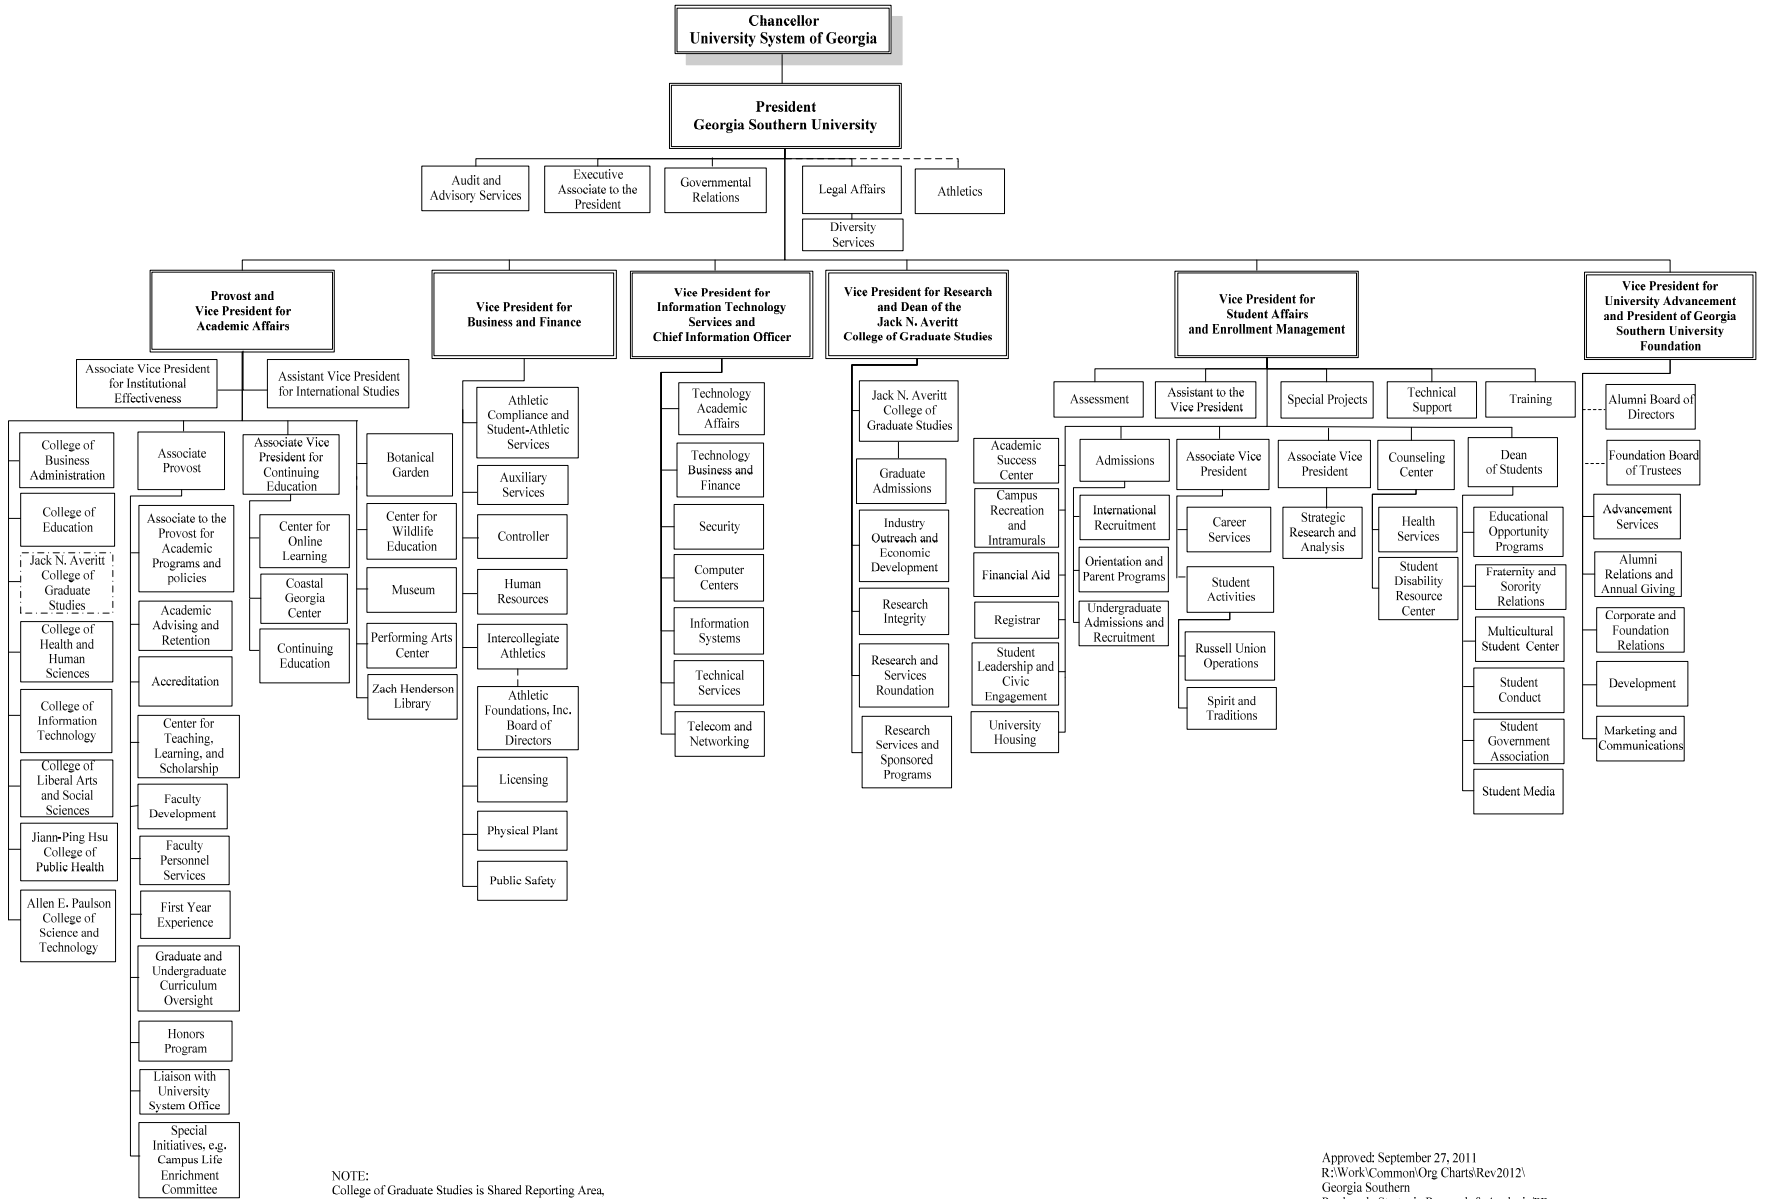 Chancellor
University System of Georgia
President
Georgia Southern University
Audit and
Advisory Services
Executive
Associate to the
President
Governmental
Relations
Legal Affairs
Athletics
Diversity
Services
Provost and
Vice President for
Academic Affairs
Vice President for
Business and Finance
Vice President for
Information Technology
Services and
Chief Information Officer
Vice President for Research
and Dean of the
Jack N. Averitt
College of Graduate Studies
Vice President for
Student Affairs
and Enrollment Management
Vice President for
University Advancement
and President of Georgia
Southern University
Foundation
Associate Vice President
for Institutional
Effectiveness
Assistant Vice President
for International Studies
College of
Business
Administration
College of
Education
Jack N. Averitt
College of
Graduate
Studies
College of
Health and
Human
Sciences
College of
Information
Technology
College of
Liberal Arts
and Social
Sciences
Jiann-Ping Hsu
College of
Public Health
Allen E. Paulson
College of
Science and
Technology
Associate
Provost
Associate to the
Provost for
Academic
Programs and
policies
Academic
Advising and
Retention
Accreditation
Center for
Teaching,
Learning, and
Scholarship
Faculty
Development
Faculty
Personnel
Services
First Year
Experience
Graduate and
Undergraduate
Curriculum
Oversight
Honors
Program
Liaison with
University
System Office
Special
Initiatives, e.g.
Campus Life
Enrichment
Committee
Associate Vice
President for
Continuing
Education
Center for
Online
Learning
Coastal
Georgia
Center
Continuing
Education
Botanical
Garden
Center for
Wildlife
Education
Museum
Performing Arts
Center
Zach Henderson
Library
Athletic
Compliance and
Student-Athletic
Services
Auxiliary
Services
Controller
Human
Resources
Intercollegiate
Athletics
Athletic
Foundations, Inc.
Board of
Directors
Licensing
Physical Plant
Public Safety
Technology
Academic
Affairs
Technology
Business and
Finance
Security
Computer
Centers
Information
Systems
Technical
Services
Telecom and
Networking
Jack N. Averitt
College of
Graduate Studies
Graduate
Admissions
Industry
Outreach and
Economic
Development
Research
Integrity
Research and
Services
Roundation
Research
Services and
Sponsored
Programs
Assessment
Assistant to the
Vice President
Special Projects
Technical
Support
Training
Academic
Success
Center
Campus
Recreation
and
Intramurals
Financial Aid
Registrar
Student
Leadership and
Civic
Engagement
University
Housing
Admissions
International
Recruitment
Orientation and
Parent Programs
Undergraduate
Admissions and
Recruitment
Associate Vice
President
Career
Services
Student
Activities
Russell Union
Operations
Spirit and
Traditions
Associate Vice
President
Strategic
Research and
Analysis
Counseling
Center
Health
Services
Student
Disability
Resource
Center
Dean
of Students
Educational
Opportunity
Programs
Fraternity and
Sorority
Relations
Multicultural
Student Center
Student
Conduct
Student
Government
Association
Student Media
Alumni Board of
Directors
Foundation Board
of Trustees
Advancement
Services
Alumni
Relations and
Annual Giving
Corporate and
Foundation
Relations
Development
Marketing and
Communications
NOTE:
College of Graduate Studies is Shared Reporting Area,
Approved: September 27, 2011
R:\Work\Common\Org Charts\Rev2012\
Georgia Southern